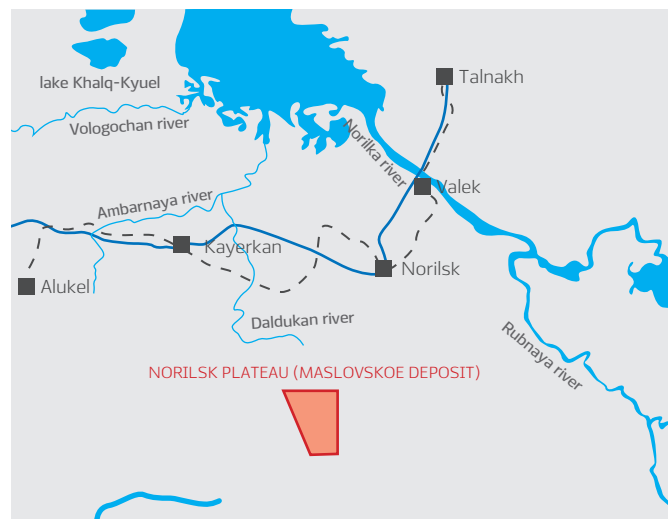 Talnakh
lake Khalq-Kyuel
Vologochan river
Norilka river
Valek
Ambarnaya river
Kayerkan
Norilsk
Alukel
Daldukan river
Rubnaya river
NORILSK PLATEAU (MASLOVSKOE DEPOSIT)